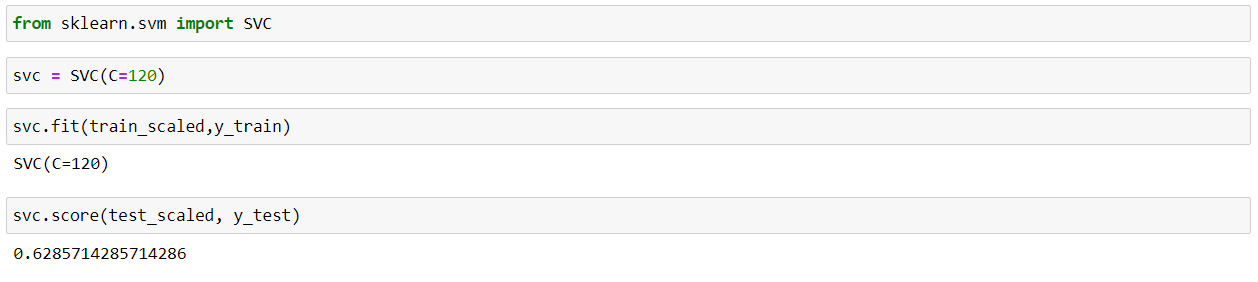 from sklearn.svm import SVC
svc = SVC(C=120)
svc.fit(train_scaled,y_train)
SVC(C=120)
svc.score(test_scaled, y_test)
0.6285714285714286